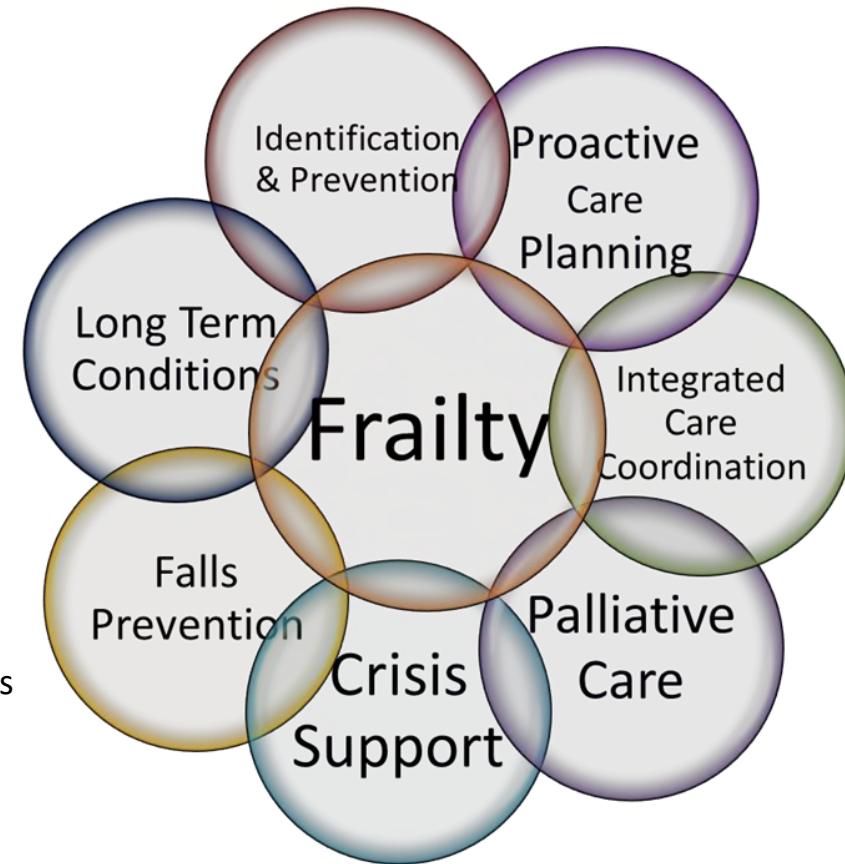 Identification
& Prevention
Proactive
Care
Planning
Long Term
Conditions
Integrated
Care
Coordination
Frailty
Falls
Prevention
Palliative
Care
Crisis
Support
s